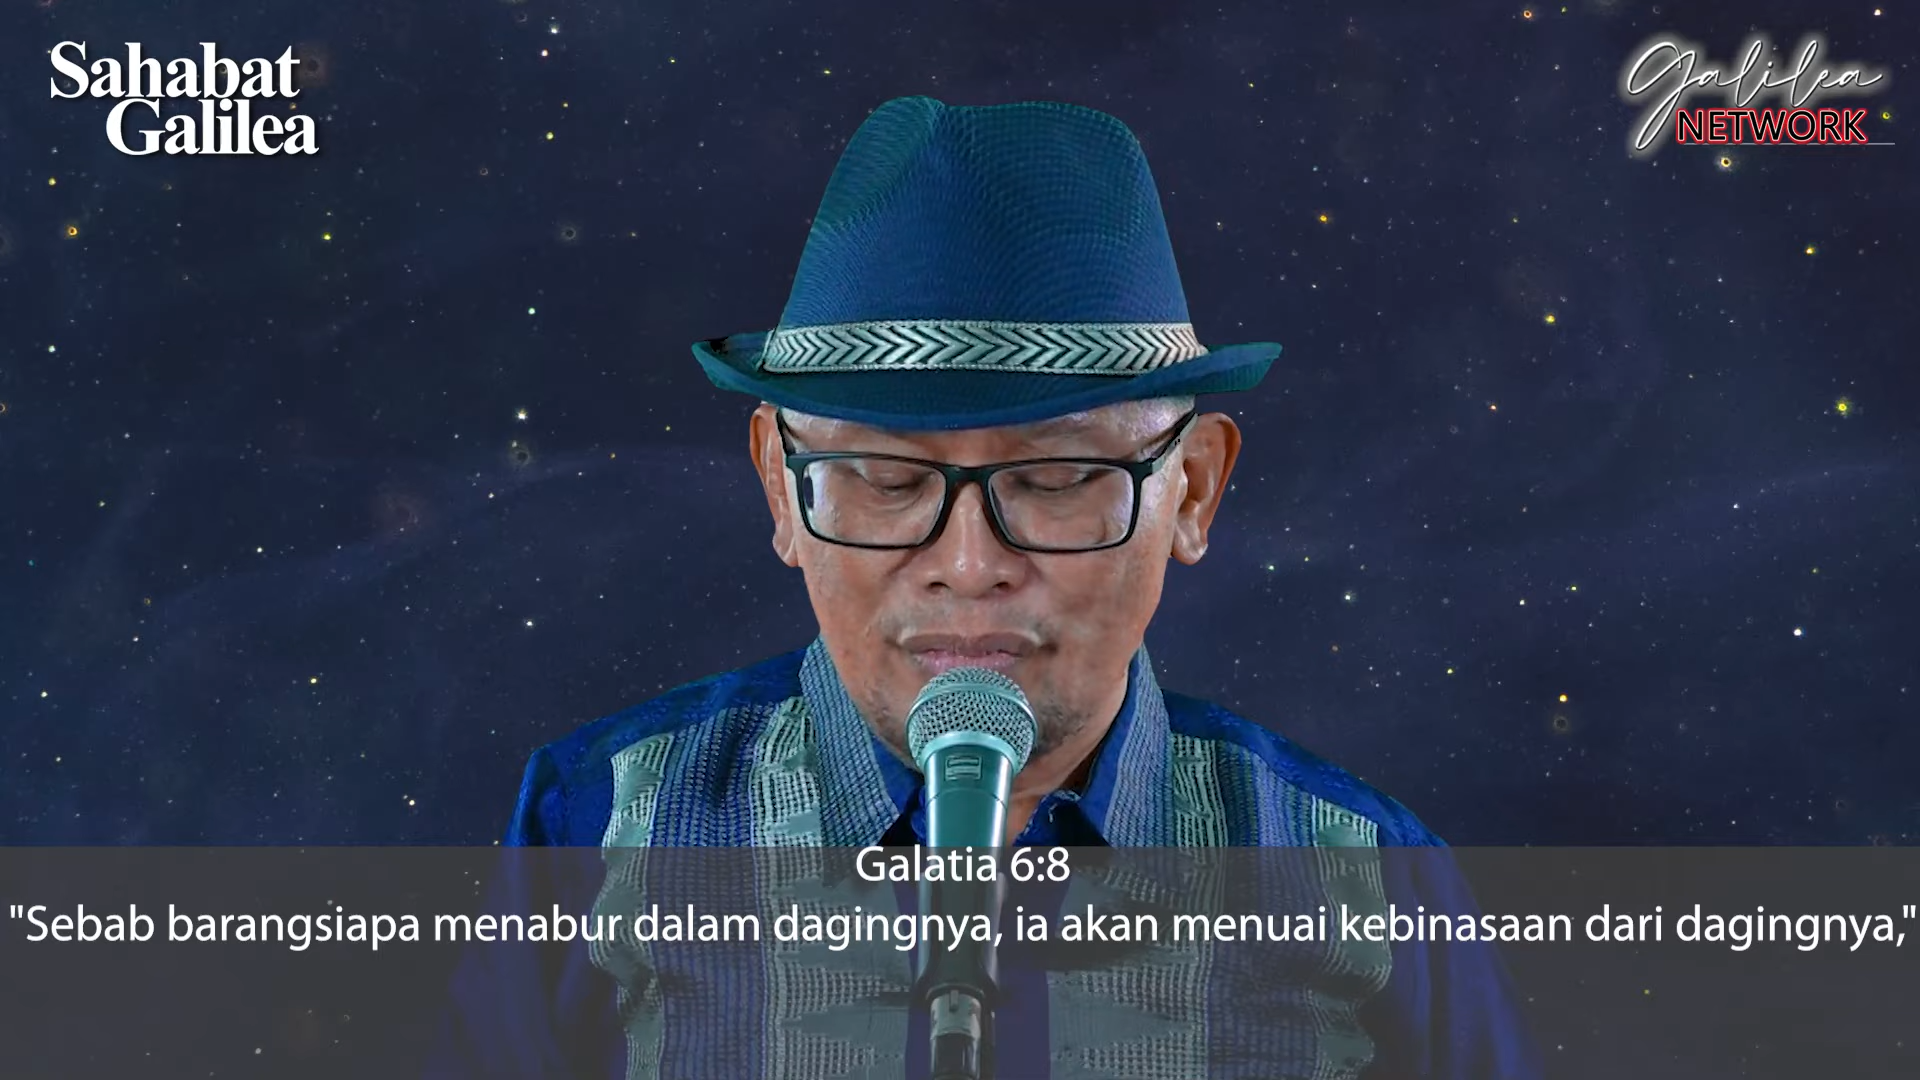 Sahabat
Galilea
Galilea
NETWORK
Galatia 6:8
"Sebab barangsiapa menabur dalam dagingnya, ia akan menuai kebinasaan dari dagingnya,"